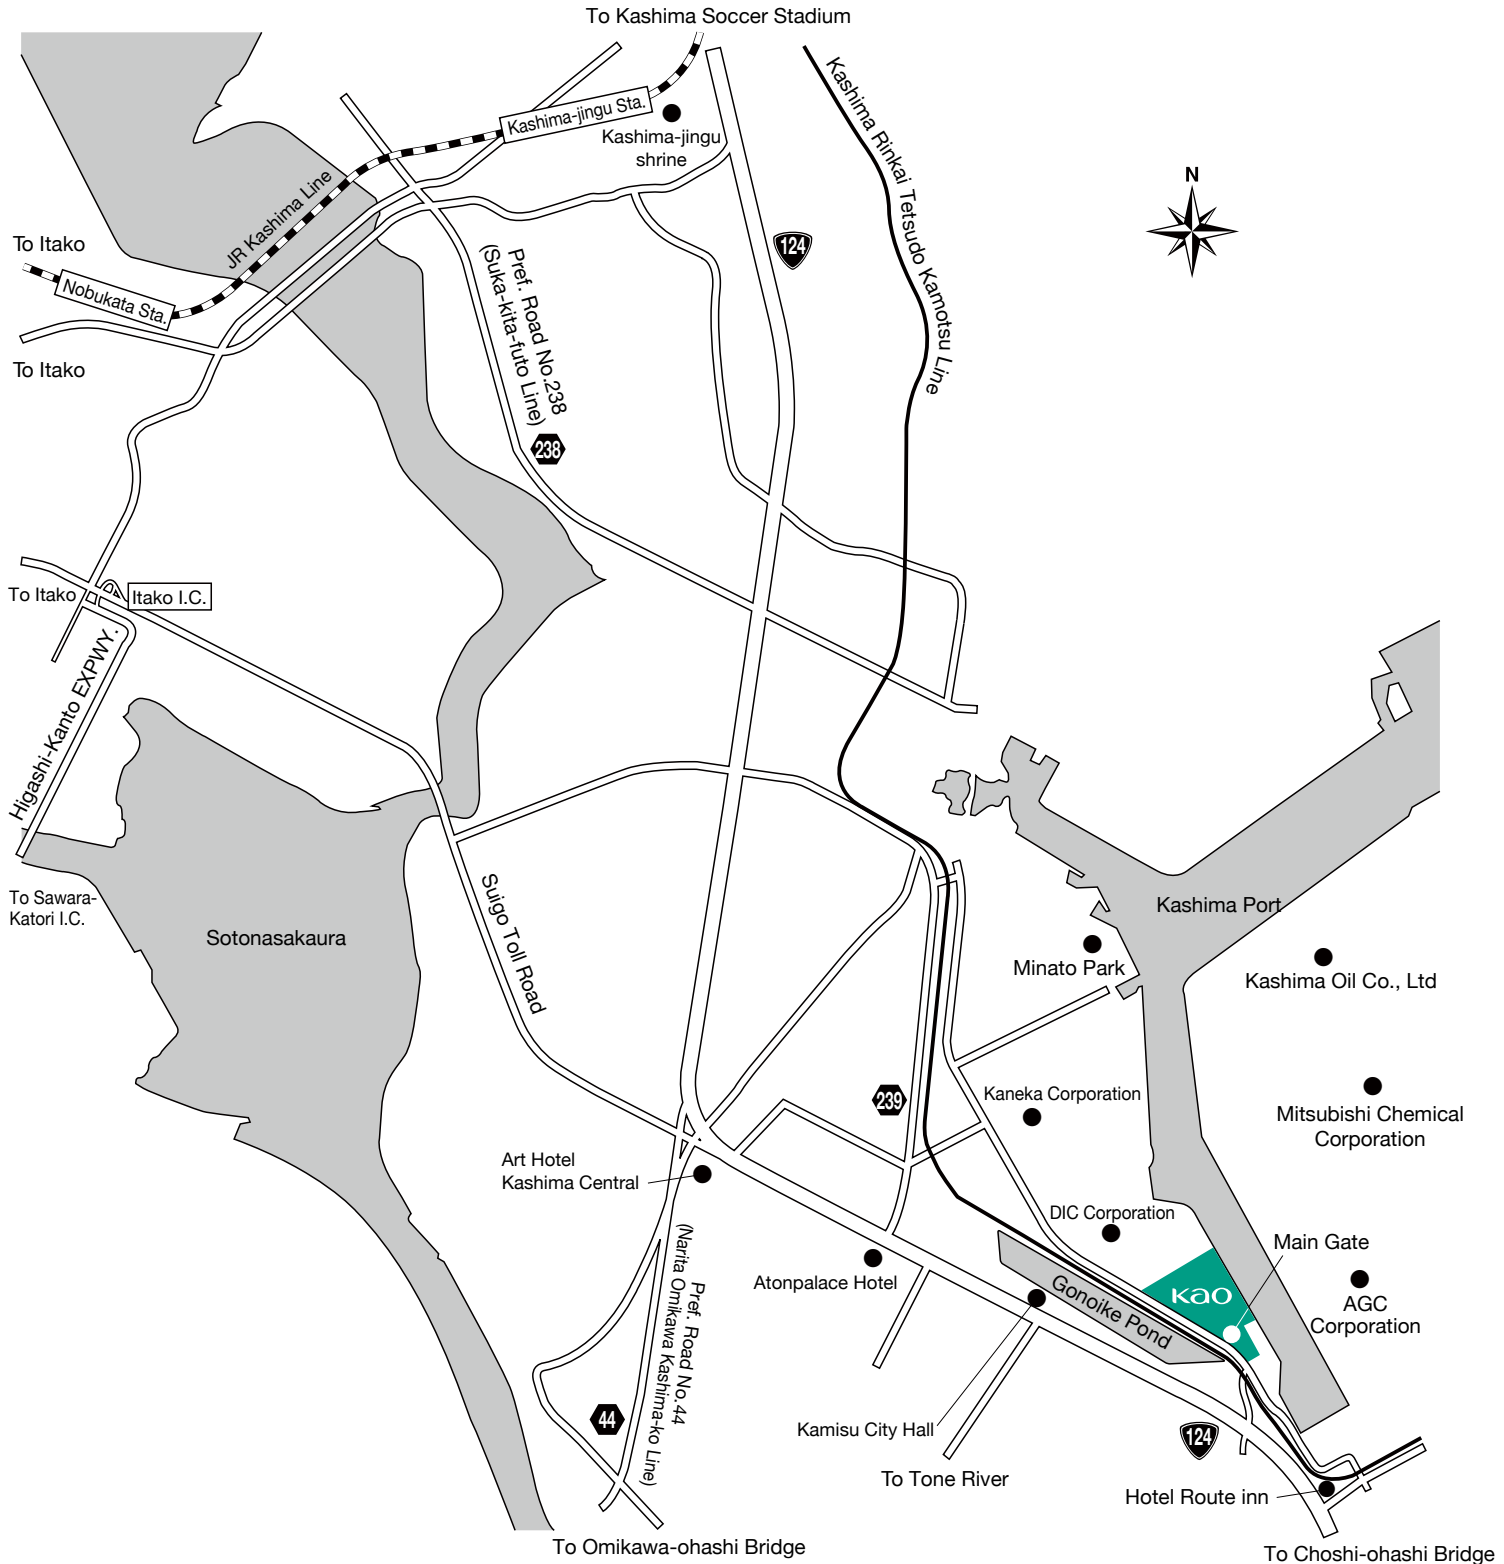 To Kashima Soccer Stadium
Kashima-jingu Sta.
Kashima-jingu
shrine
Kashima Rinkai Tetsudo Kamotsu Line
N
JR Kashima Line
To Itako
Nobukata Sta.
To Itako
124
Pref. Road No.238
(Suka-kita-futo Line)
238
To Itako
Itako I.C.
Higashi-Kanto EXPWY.
To Sawara-
Katori I.C.
Sotonasakaura
Suigo Toll Road
Kashima Port
Minato Park
Kashima Oil Co., Ltd
239
Kaneka Corporation
Mitsubishi Chemical
Corporation
Art Hotel
Kashima Central
DIC Corporation
Main Gate
Atonpalace Hotel
Gonoike Pond
Kao
AGC
Corporation
Pref. Road No.44
(Narita Omikawa Kashima-ko Line)
44
Kamisu City Hall
124
To Tone River
Hotel Route inn
To Omikawa-ohashi Bridge
To Choshi-ohashi Bridge